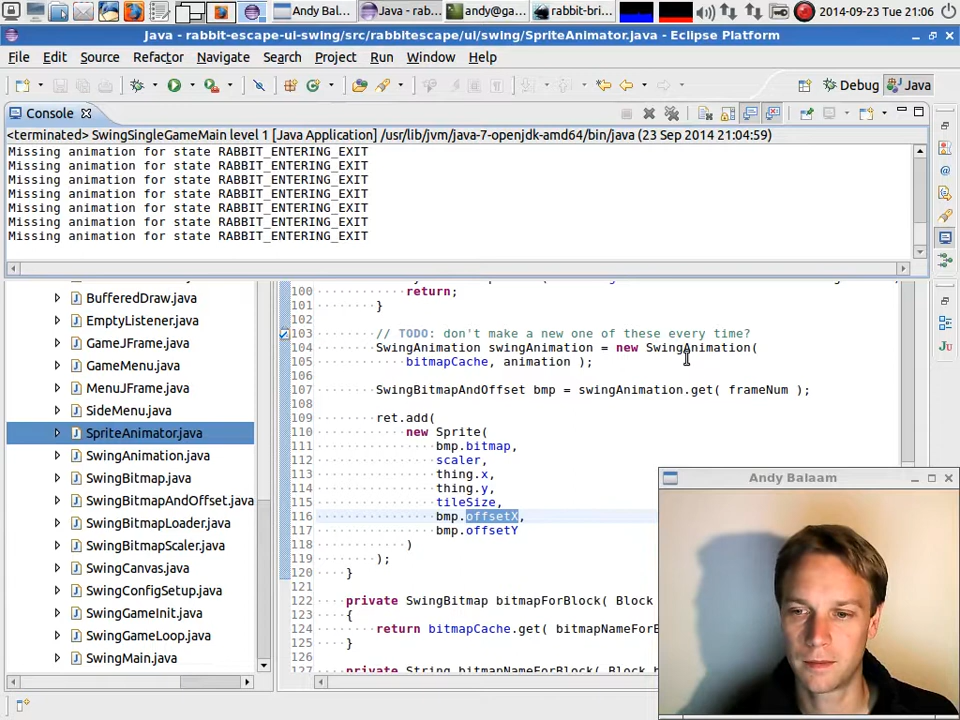 Andy Bal...
Java - rab...
andy@ga...
rabbit-bri...
2014-09-23 Tue 21:06
Java - rabbit-escape-ui-swing/src/rabbitescape/ui/swing/SpriteAnimator.java - Eclipse Platform
File Edit Source Refactor Navigate Search Project Run Window Help
Debug Java
Console
<terminated> SwingSingleGameMain level 1 [Java Application] /usr/lib/jvm/java-7-openjdk-amd64/bin/java (23 Sep 2014 21:04:59)
Missing animation for state RABBIT_ENTERING_EXIT
Missing animation for state RABBIT_ENTERING_EXIT
Missing animation for state RABBIT_ENTERING_EXIT
Missing animation for state RABBIT_ENTERING_EXIT
Missing animation for state RABBIT_ENTERING_EXIT
Missing animation for state RABBIT_ENTERING_EXIT
Missing animation for state RABBIT_ENTERING_EXIT
BufferedDraw.java
EmptyListener.java
GameJFrame.java
GameMenu.java
MenuJFrame.java
SideMenu.java
SpriteAnimator.java
SwingAnimation.java
SwingBitmap.java
SwingBitmapAndOffset.java
SwingBitmapLoader.java
SwingBitmapScaler.java
SwingCanvas.java
SwingConfigSetup.java
SwingGameInit.java
SwingGameLoop.java
SwingMain.java
100 return;
101 }
102
103 // TODO: don't make a new one of these every time?
104 SwingAnimation swingAnimation = new SwingAnimation(
105 bitmapCache, animation );
106
107 SwingBitmapAndOffset bmp = swingAnimation.get( frameNum );
108
109 ret.add(
110 new Sprite(
111 bmp.bitmap,
112 scaler,
113 thing.x,
114 thing.y,
115 tileSize,
116 bmp.offsetX,
117 bmp.offsetY
118 )
119 );
120 }
121
122 private SwingBitmap bitmapForBlock( Block
123 {
124 return bitmapCache.get( bitmapNameForB
125 }
126
127 private String bitmapNameForBlock( Block b
Andy Balaam